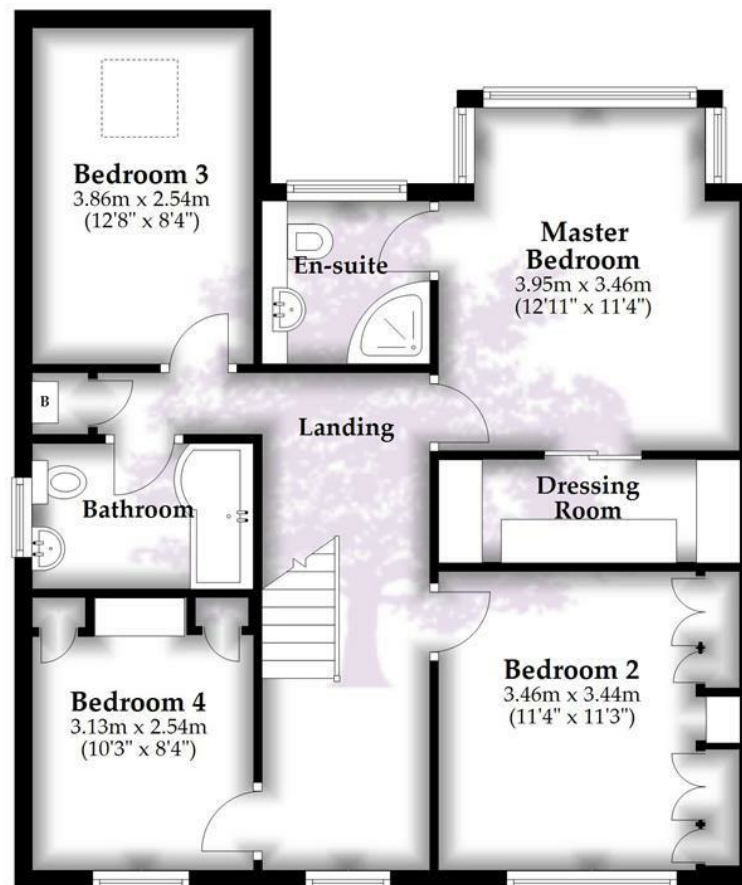 Bedroom 3
3.86m x 2.54m
(12'8" x 8'4")
En-suite
Master
Bedroom
3.95m x 3.46m
(12'11" x 11'4")
B
Landing
Bathroom
Dressing
Room
Bedroom 4
3.13m x 2.54m
(10'3" x 8'4")
Bedroom 2
3.46m x 3.44m
(11'4" x 11'3")